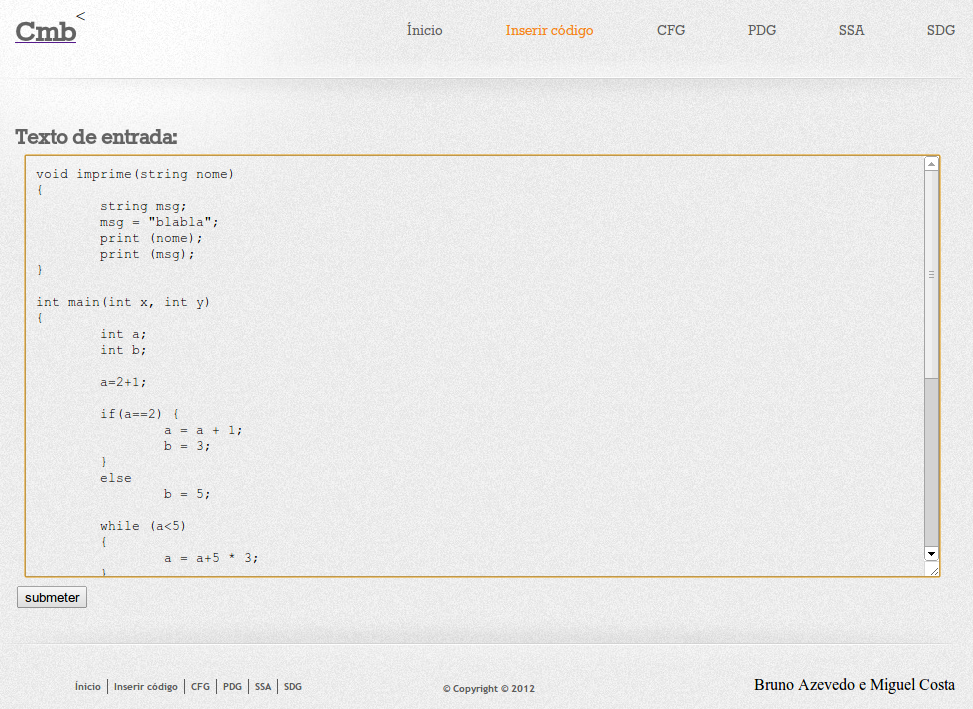 Cmb<
Ínicio Inserir código CFG PDG SSA SDG
Texto de entrada:
void imprime(string nome)
{
string msg;
msg = "blabla";
print (nome);
print (msg);
}
int main(int x, int y)
{
int a;
int b;
a=2+1;
if(a==2) {
a = a + 1;
b = 3;
}
else
b = 5;
while (a<5)
{
a = a+5 * 3;
}
submeter
Ínicio | Inserir código | CFG | PDG | SSA | SDG
© Copyright © 2012
Bruno Azevedo e Miguel Costa